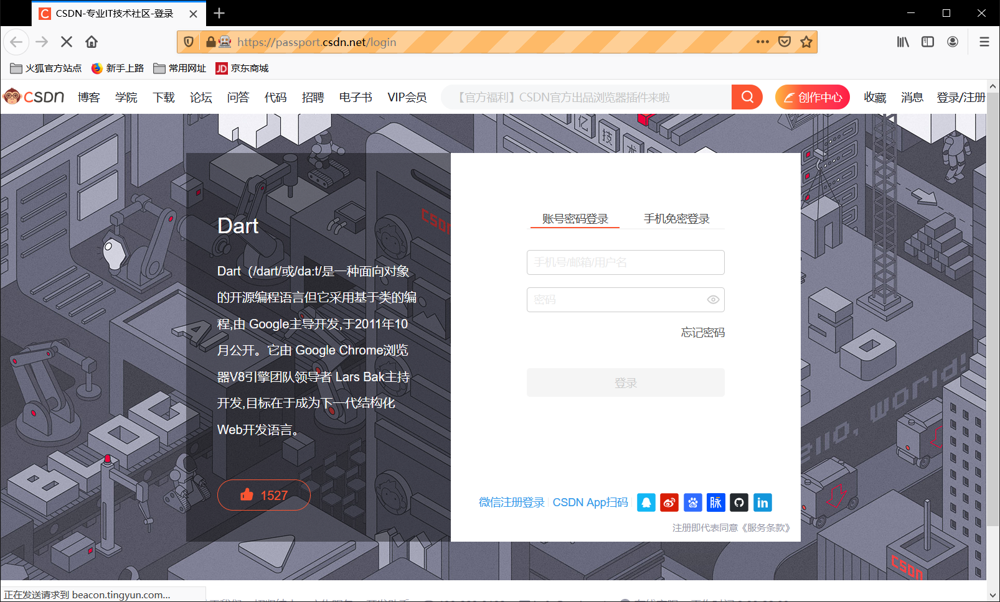 CSDN-专业IT技术社区-登录
https://passport.csdn.net/login
火狐官方站点 新手上路 常用网址 JD 京东商城
CSDN 博客 学院 下载 论坛 问答 代码 招聘 电子书 VIP会员 【官方福利】CSDN官方出品浏览器插件来啦 创作中心 收藏 消息 登录/注册
记 技 术
CSDN
Dart
Dart（/dart/或/da:t/是一种面向对象
的开源编程语言但它采用基于类的编
程,由 Google主导开发,于2011年10
月公开。它由 Google Chrome浏览
器V8引擎团队领导者 Lars Bak主持
开发,目标在于成为下一代结构化
Web开发语言。
1527
账号密码登录 手机免密登录
手机号/邮箱/用户名
密码
忘记密码
登录
微信注册登录 CSDN App扫码 脉 in
注册即代表同意《服务条款》
AI
BLOG
hello, world!
CSDN
正在发送请求到 beacon.tingyun.com...